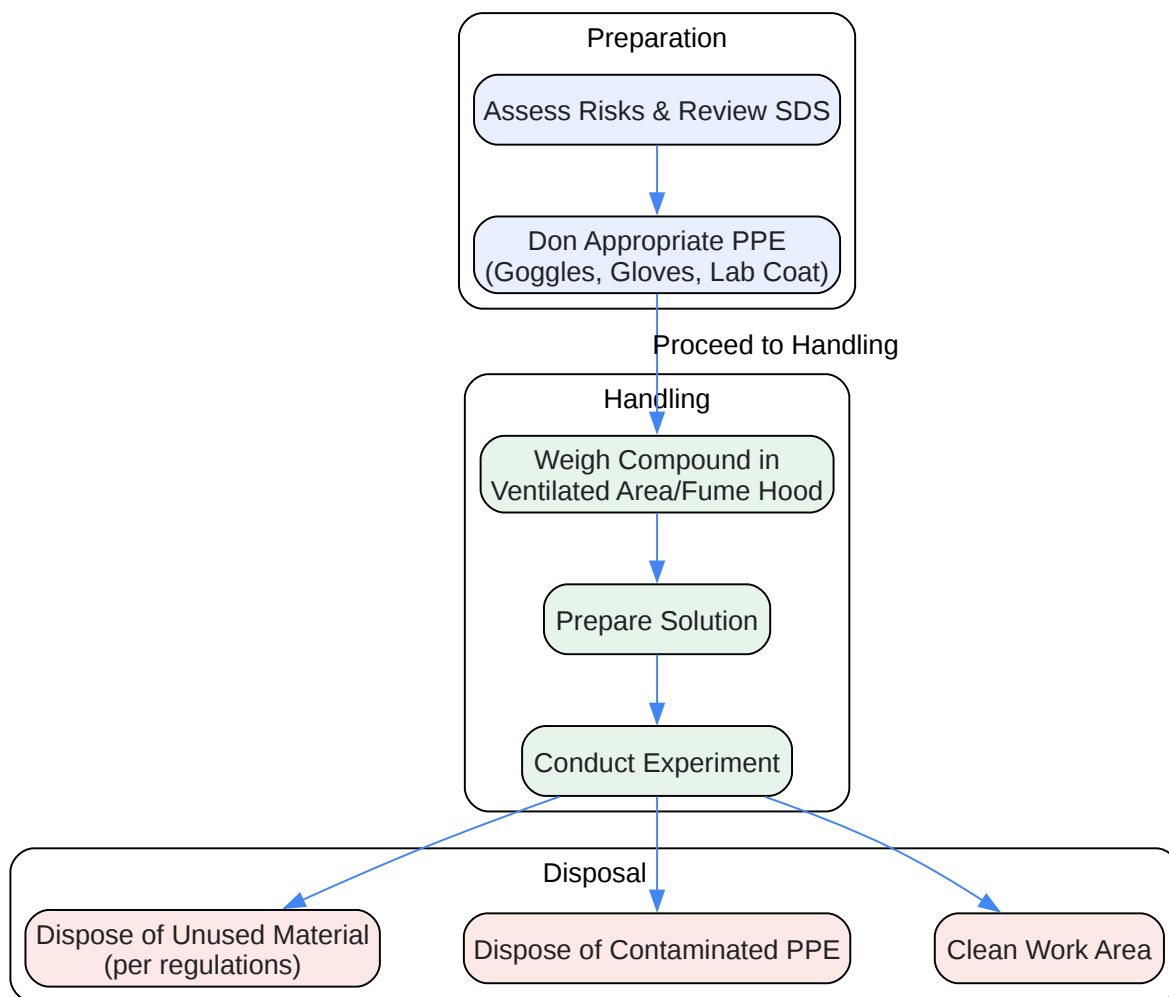 Preparation
Assess Risks & Review SDS
Don Appropriate PPE
(Goggles, Gloves, Lab Coat)
Proceed to Handling
Handling
Weigh Compound in
Ventilated Area/Fume Hood
Prepare Solution
Conduct Experiment
Disposal
Dispose of Unused Material
(per regulations)
Dispose of Contaminated PPE
Clean Work Area